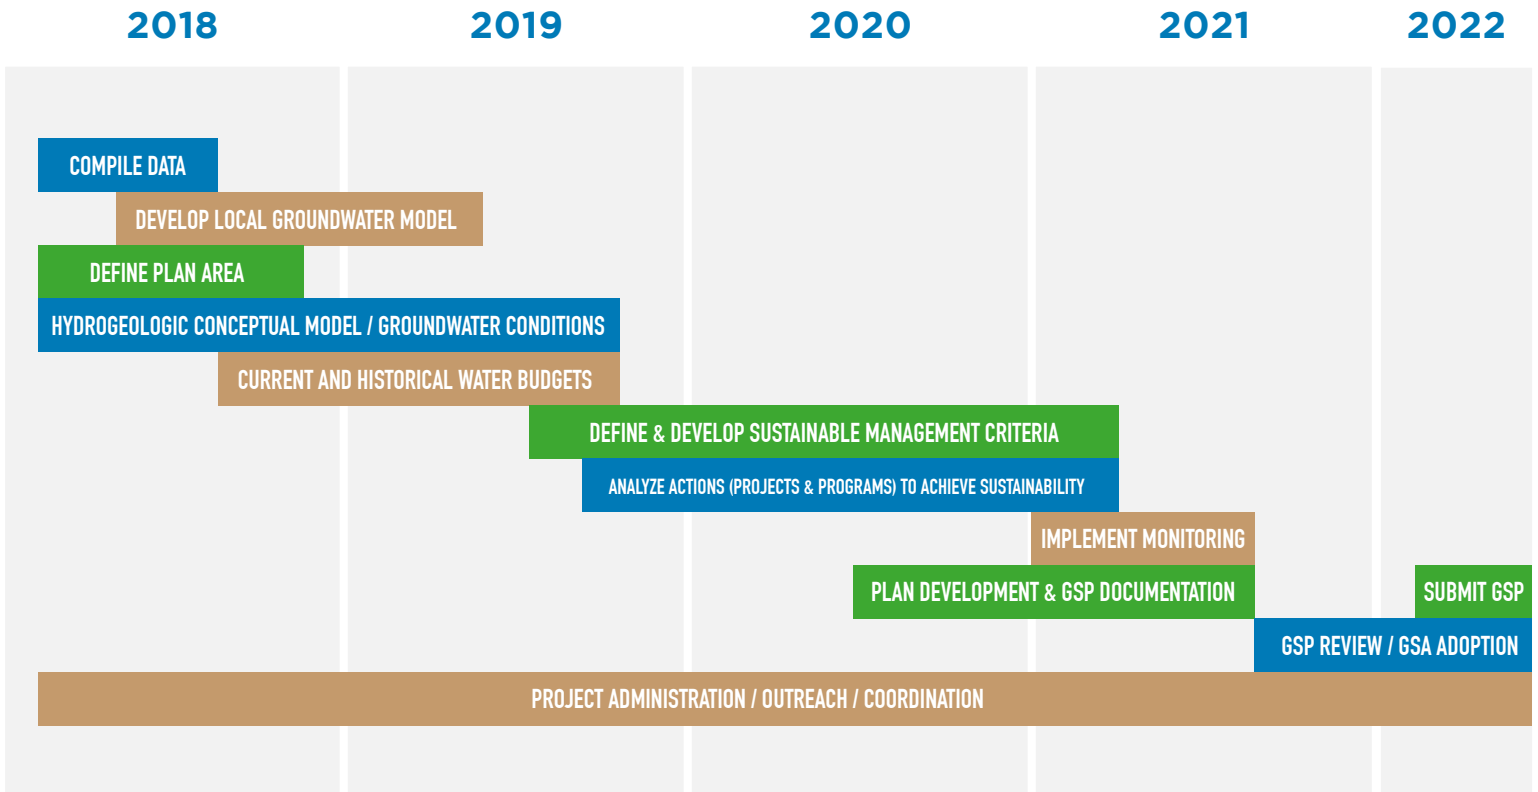 2018 2019 2020 2021 2022
COMPILE DATA
DEVELOP LOCAL GROUNDWATER MODEL
DEFINE PLAN AREA
HYDROGEOLOGIC CONCEPTUAL MODEL / GROUNDWATER CONDITIONS
CURRENT AND HISTORICAL WATER BUDGETS
DEFINE & DEVELOP SUSTAINABLE MANAGEMENT CRITERIA
ANALYZE ACTIONS (PROJECTS & PROGRAMS) TO ACHIEVE SUSTAINABILITY
IMPLEMENT MONITORING
PLAN DEVELOPMENT & GSP DOCUMENTATION SUBMIT GSP
GSP REVIEW / GSA ADOPTION
PROJECT ADMINISTRATION / OUTREACH / COORDINATION